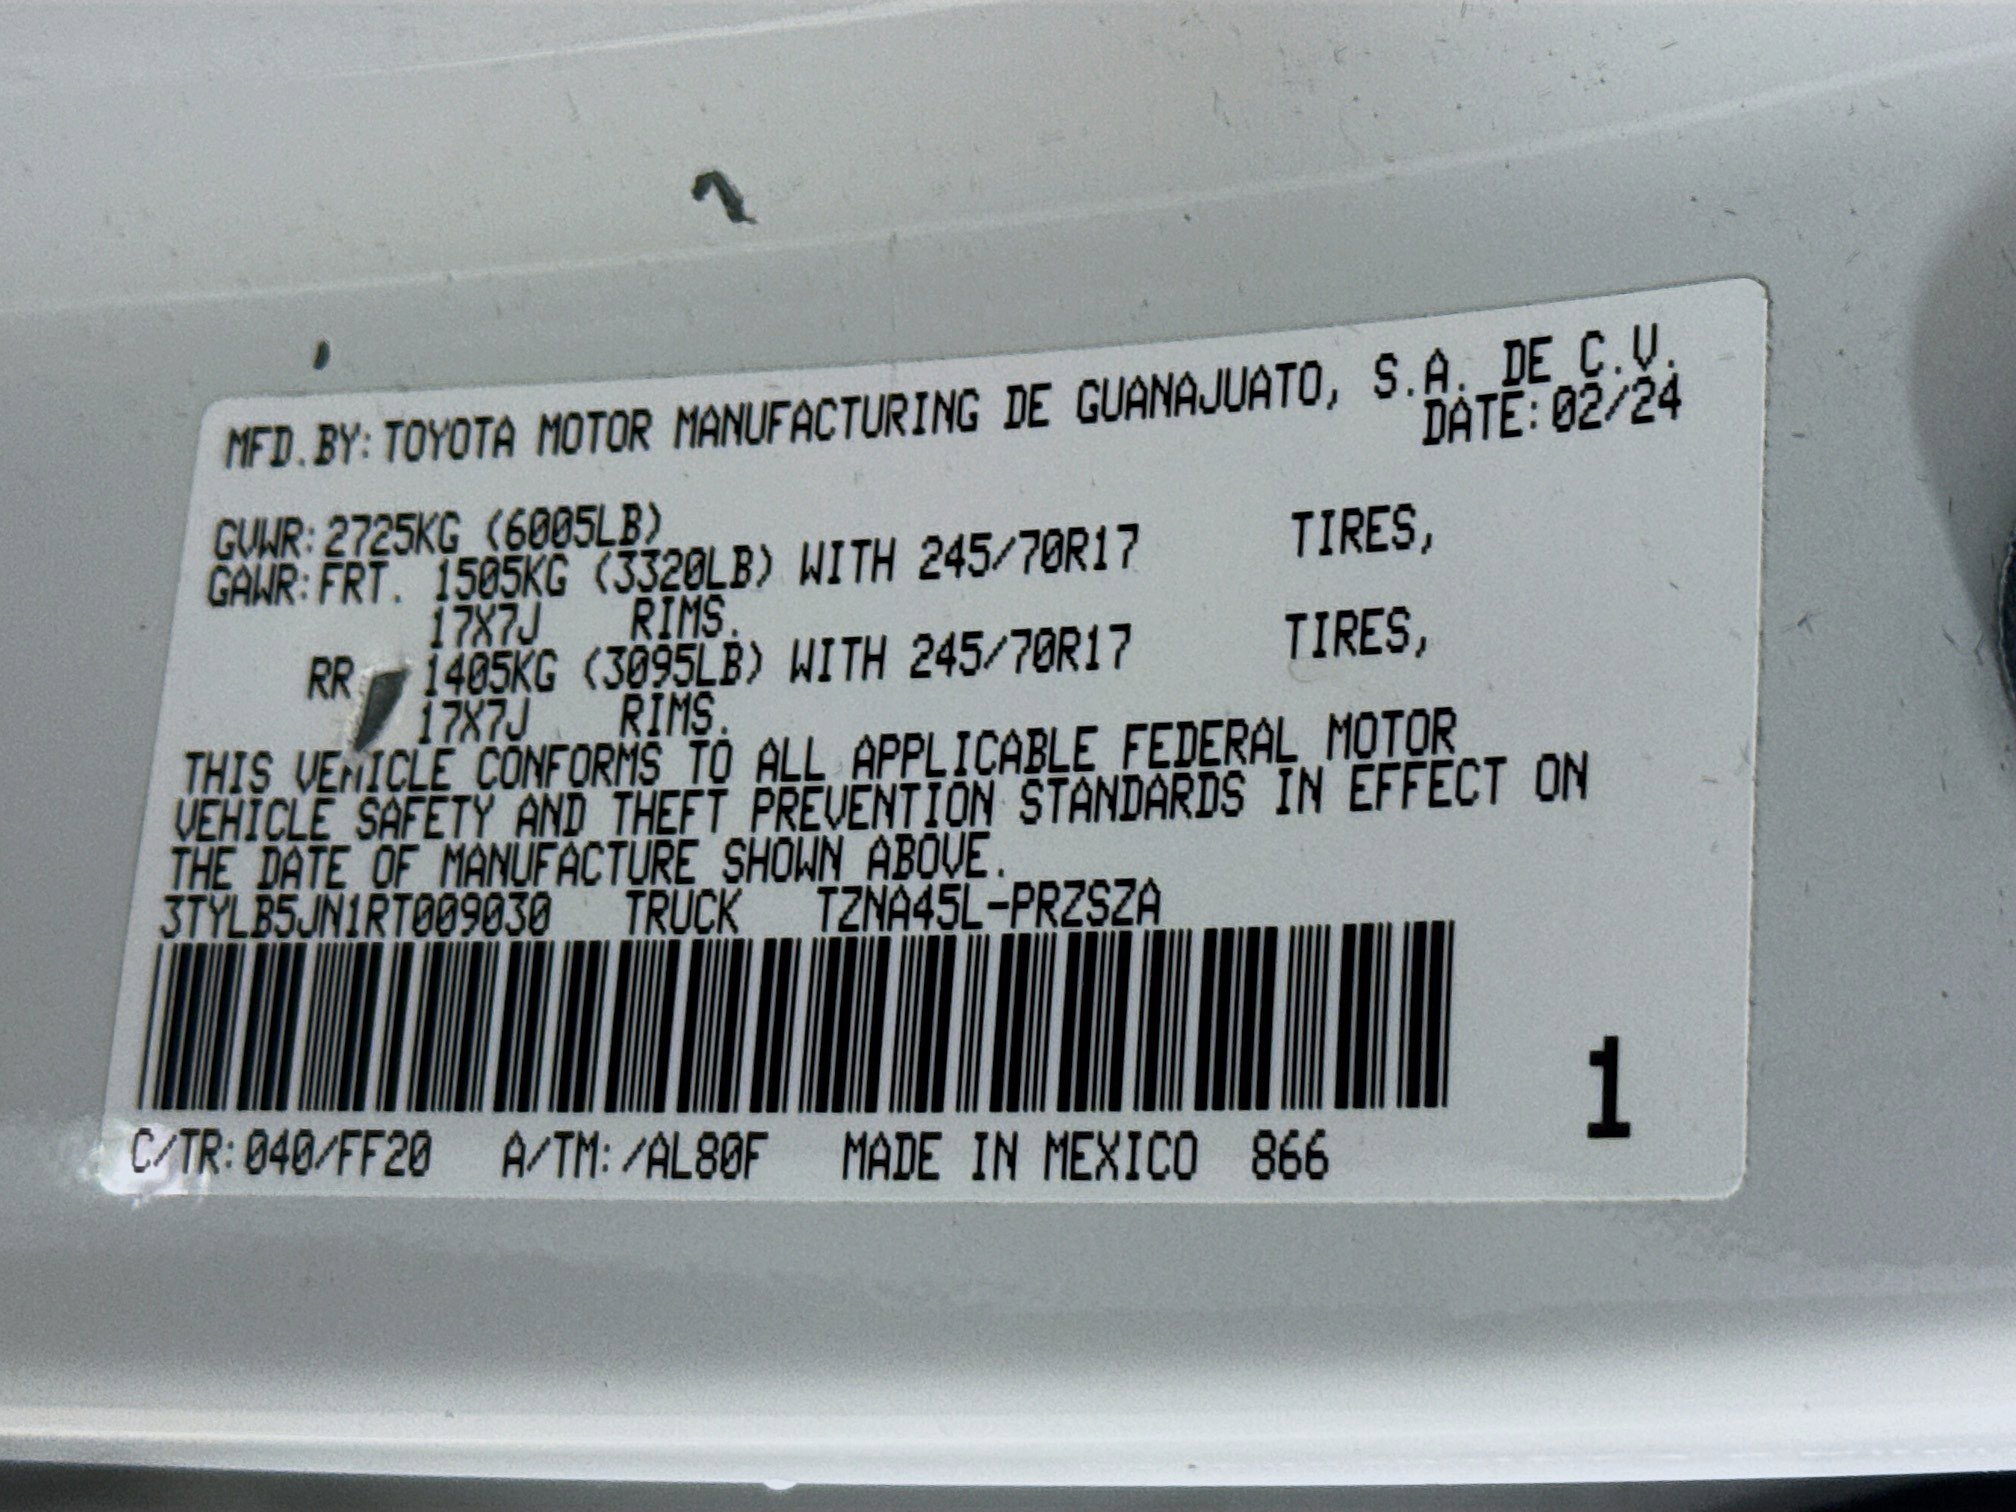 MFD.BY:TOYOTA MOTOR MANUFACTURING DE GUANAJUATO, S.A. DE C.V.
DATE:02/24
GVWR:2725KG (6005LB)
GAWR:FRT. 1505KG (3320LB) WITH 245/70R17 TIRES,
17X7J RIMS.
RR 1405KG (3095LB) WITH 245/70R17 TIRES,
17X7J RIMS.
THIS VEHICLE CONFORMS TO ALL APPLICABLE FEDERAL MOTOR
VEHICLE SAFETY AND THEFT PREVENTION STANDARDS IN EFFECT ON
THE DATE OF MANUFACTURE SHOWN ABOVE.
3TYLB5JN1RT009030 TRUCK TZNA45L-PRZSZA
1
C/TR:040/FF20 A/TM:/AL80F MADE IN MEXICO 866